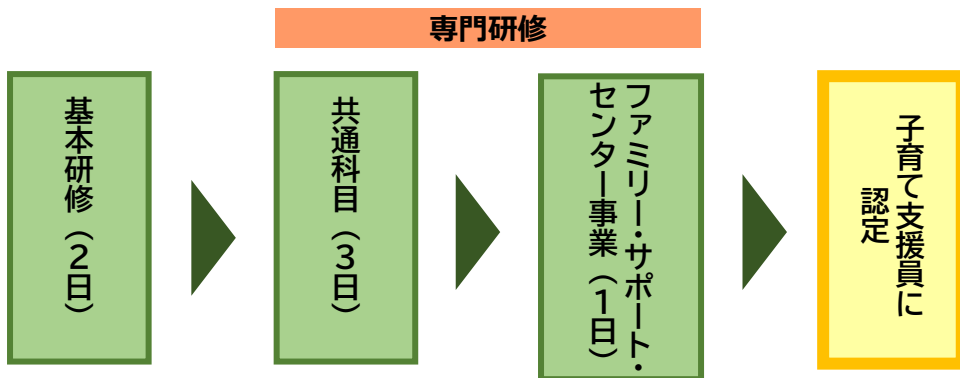 専門研修
基本研修（２日）
共通科目（３日）
ファミリー・サポート・
センター事業（１日）
子育て支援員に
認定